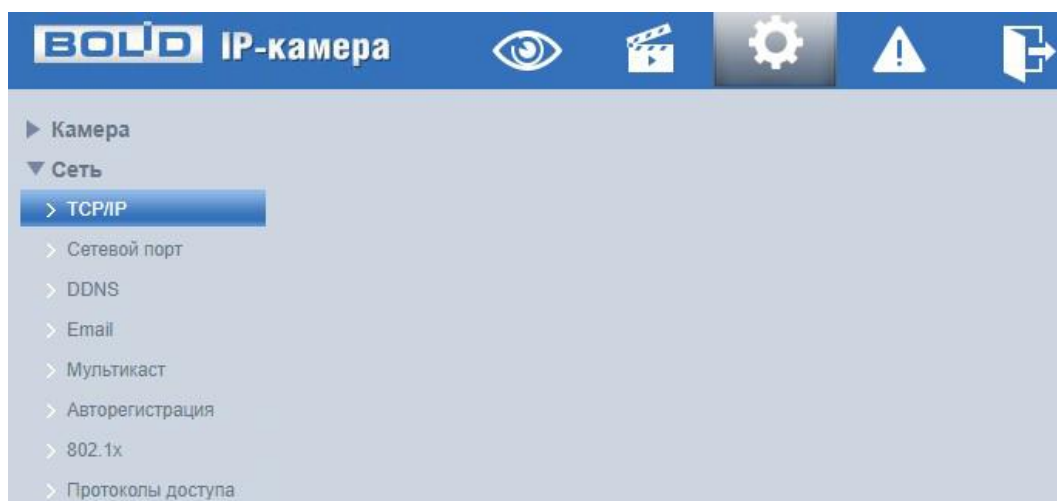 BOLID IP-камера
Камера
Сеть
TCP/IP
Сетевой порт
DDNS
Email
Мультикаст
Авторегистрация
802.1x
Протоколы доступа